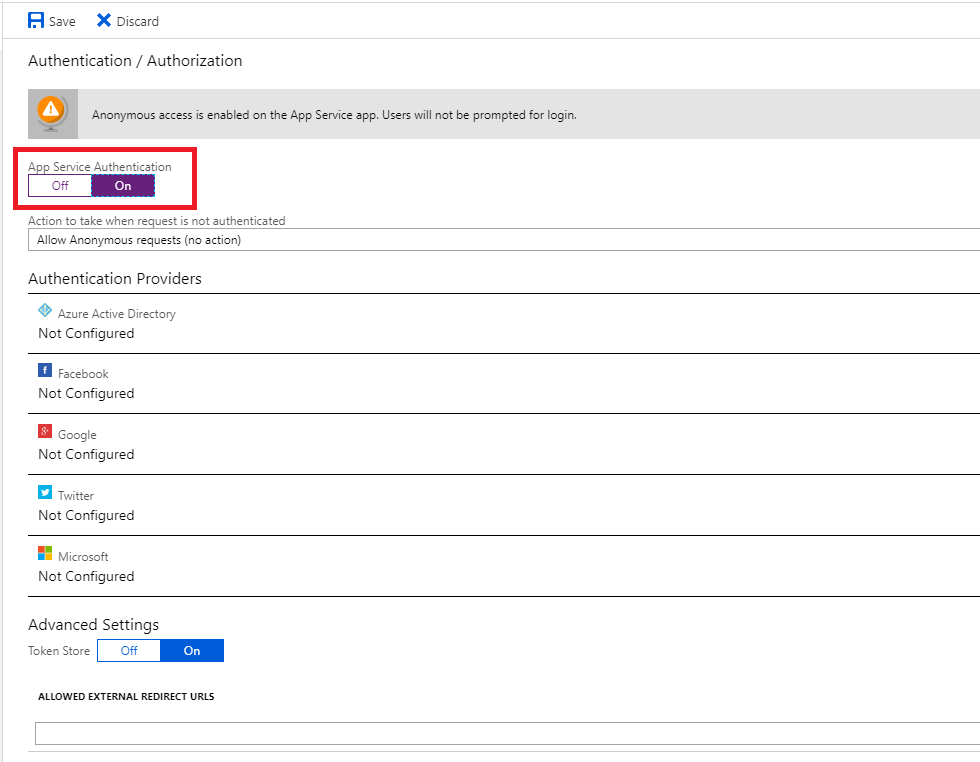 Save Discard
Authentication / Authorization
Anonymous access is enabled on the App Service app. Users will not be prompted for login.
App Service Authentication
Off On
Action to take when request is not authenticated
Allow Anonymous requests (no action)
Authentication Providers
Azure Active Directory
Not Configured
Facebook
Not Configured
Google
Not Configured
Twitter
Not Configured
Microsoft
Not Configured
Advanced Settings
Token Store Off On
ALLOWED EXTERNAL REDIRECT URLS